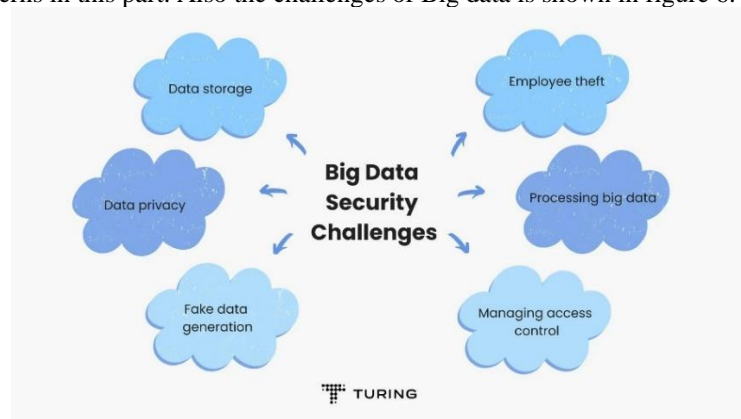 in this part. Also the challenges of Big data is shown in figure 6.
Data storage
Employee theft
Big Data
Security
Challenges
Data privacy
Processing big data
Fake data
generation
Managing access
control
TURING